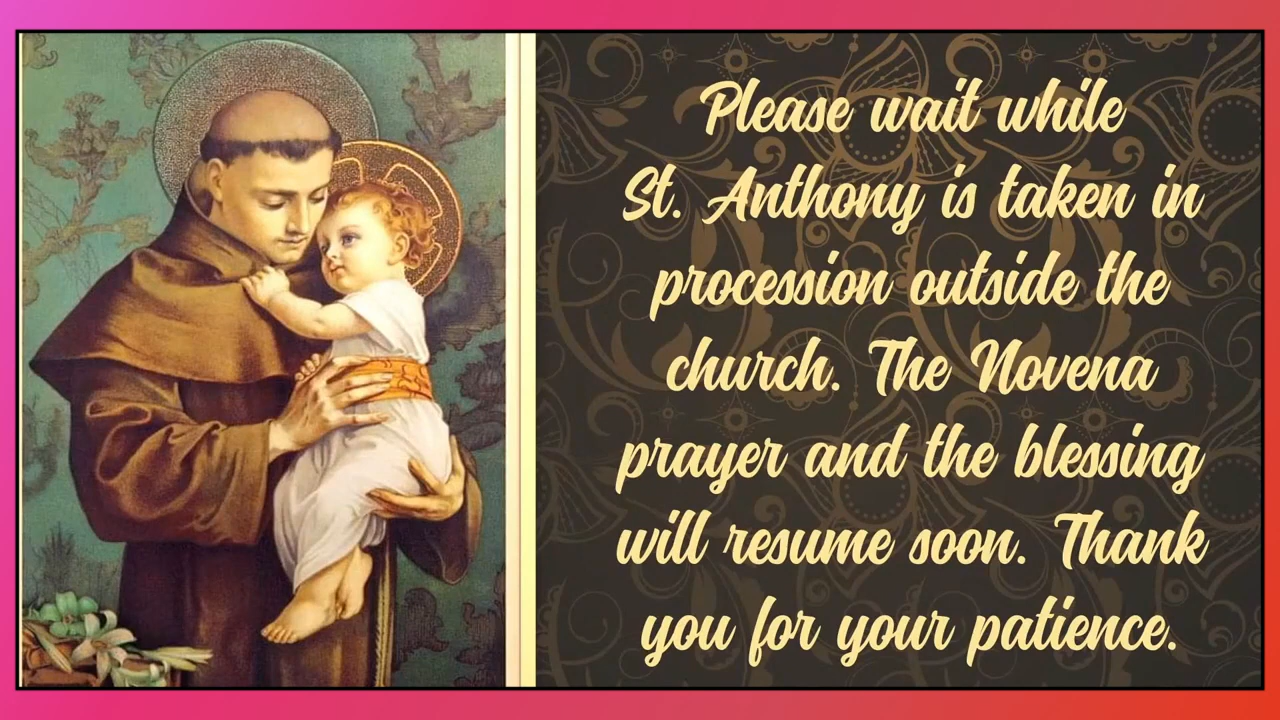 Please wait while
St. Anthony is taken in
procession outside the
church. The Novena
prayer and the blessing
will resume soon. Thank
you for your patience.